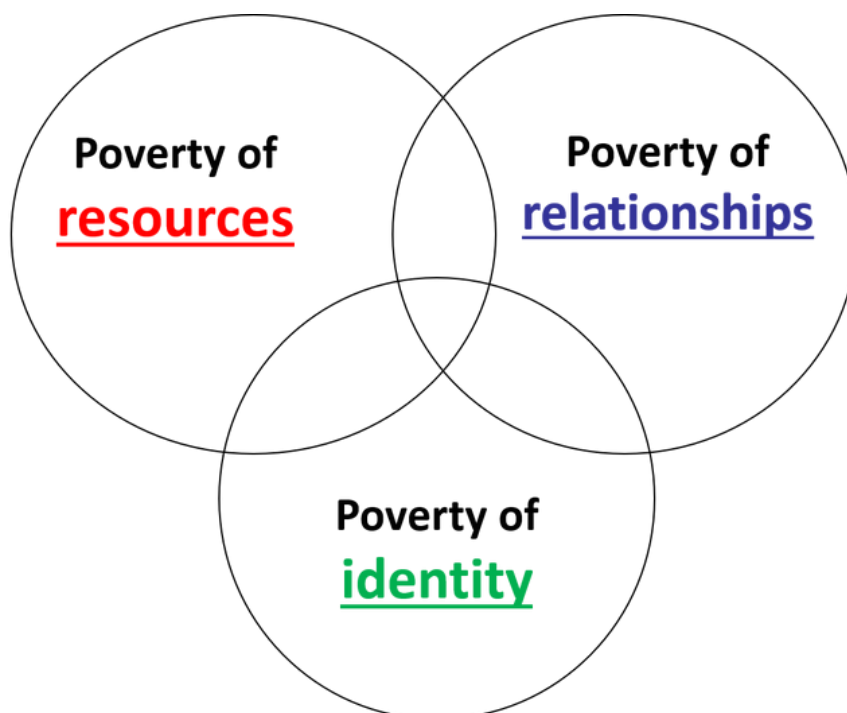 Poverty of
resources
Poverty of
relationships
Poverty of
identity